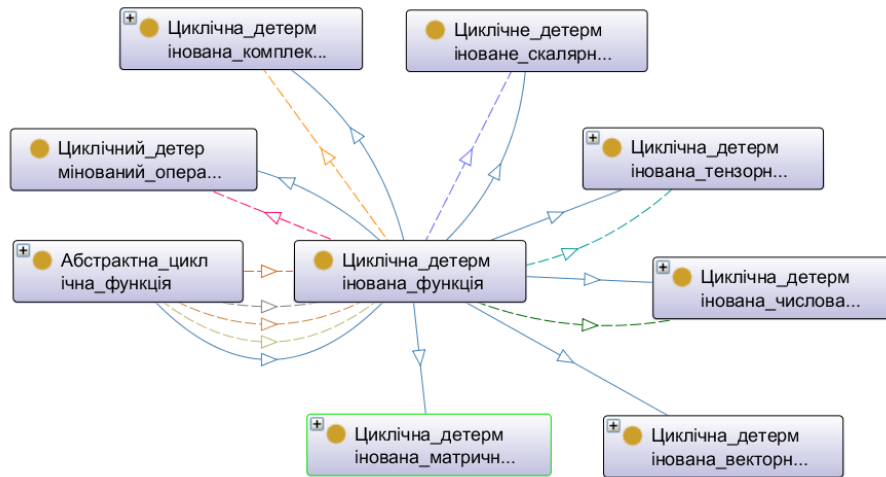 Циклічна_детерм
інована_комплек...
Циклічне_детерм
іноване_скалярн...
Циклічний_детер
мінований_опера...
Циклічна_детерм
інована_тензорн...
Абстрактна_цикл
ічна_функція
Циклічна_детерм
інована_функція
Циклічна_детерм
інована_числова...
Циклічна_детерм
інована_матричн...
Циклічна_детерм
інована_векторн...